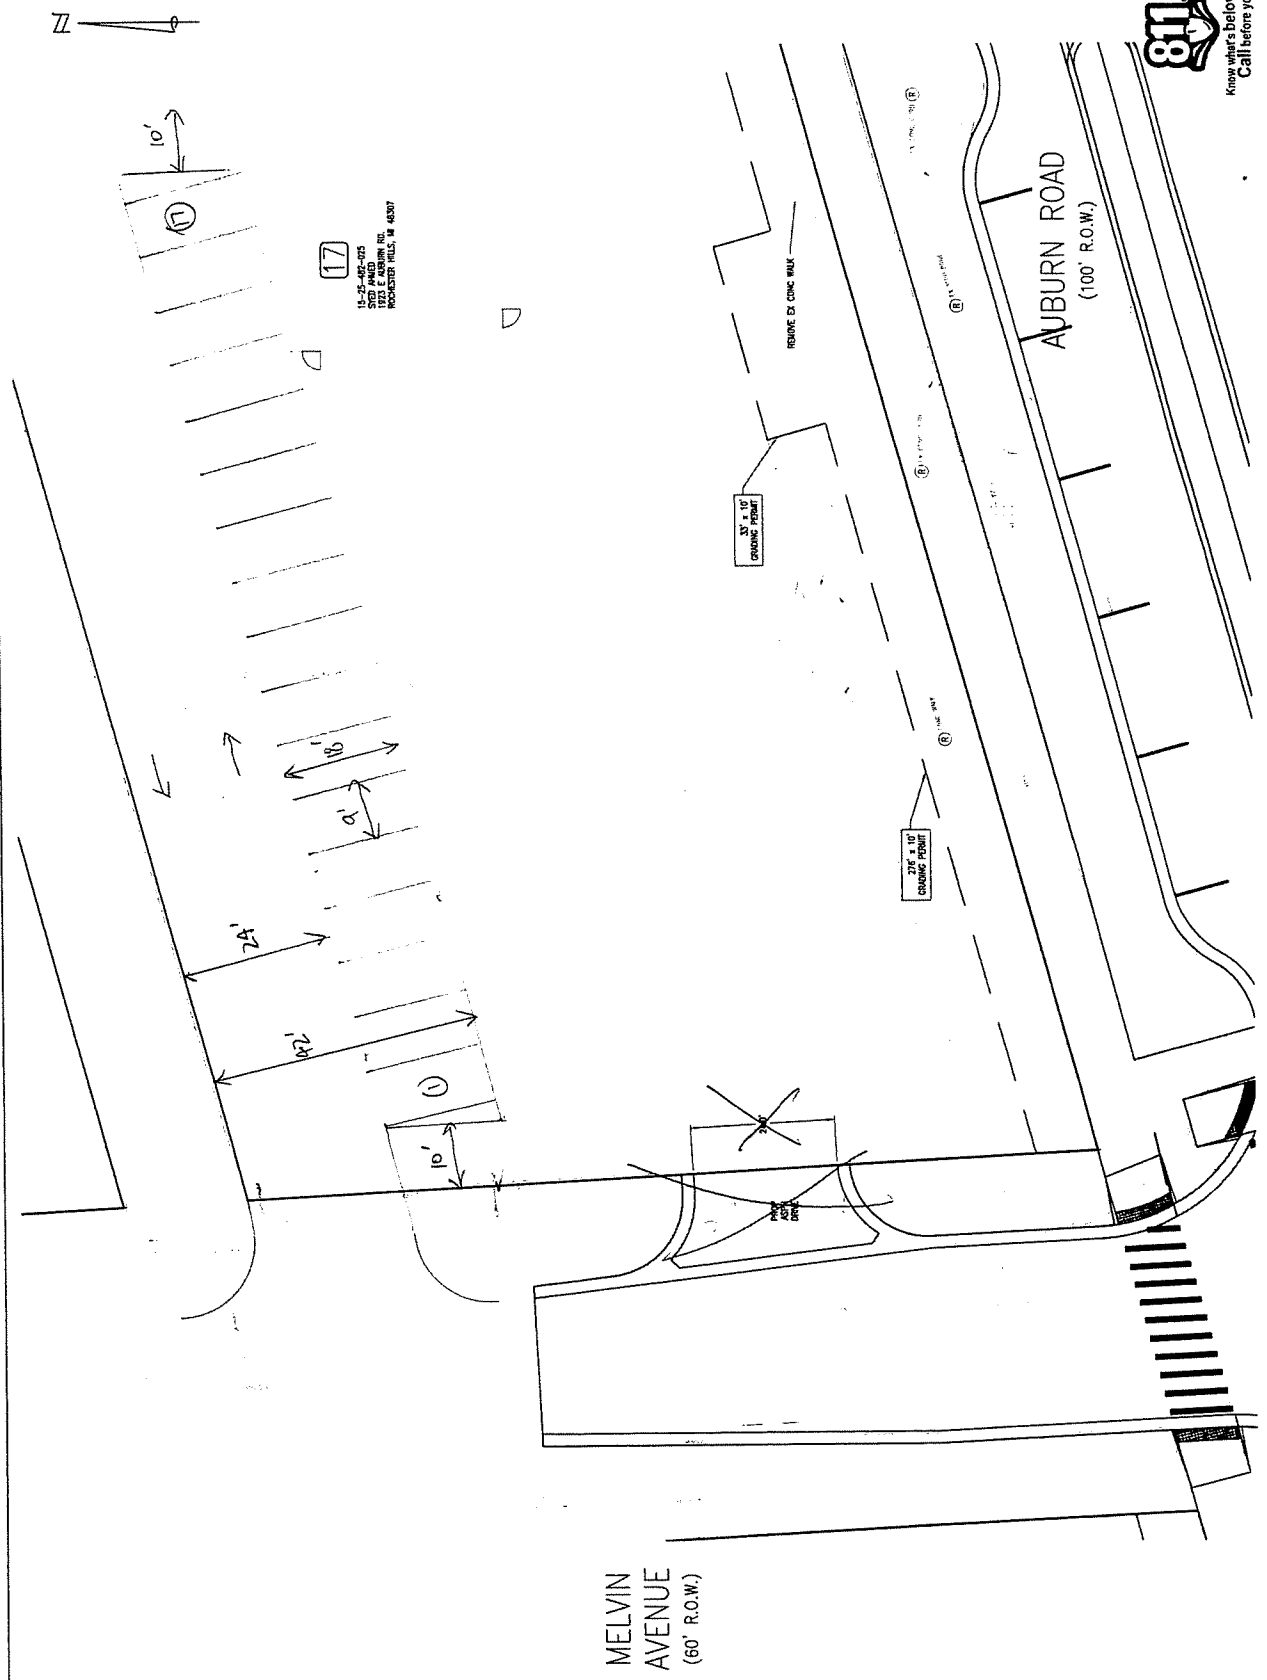 N
811
Know what's below
Call before yo
10'
17
17
15-25-482-025
SYED AHMED
1923 E AUBURN RD.
ROCHESTER HILLS, MI 48307
REMOVE EX CONC WALK
AUBURN ROAD
(100' R.O.W.)
33' x 10'
GRADING PERMIT
18'
9'
24'
42'
1
10'
276' x 10'
GRADING PERMIT
R
R
R
R
PROP
ASPH
DRIVE
MELVIN
AVENUE
(60' R.O.W.)